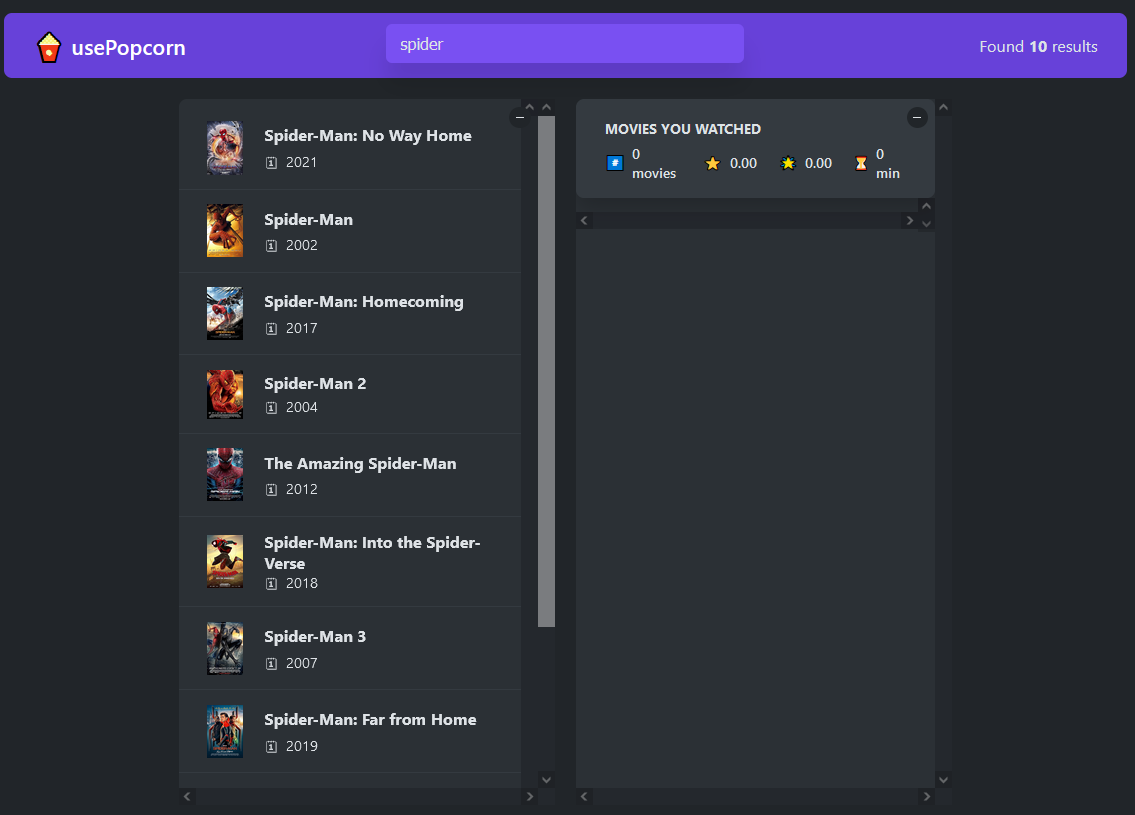 usePopcorn
spider
Found 10 results
Spider-Man: No Way Home
2021
Spider-Man
2002
Spider-Man: Homecoming
2017
Spider-Man 2
2004
The Amazing Spider-Man
2012
Spider-Man: Into the Spider-
Verse
2018
Spider-Man 3
2007
Spider-Man: Far from Home
2019
MOVIES YOU WATCHED
0
movies
0.00
0.00
0
min